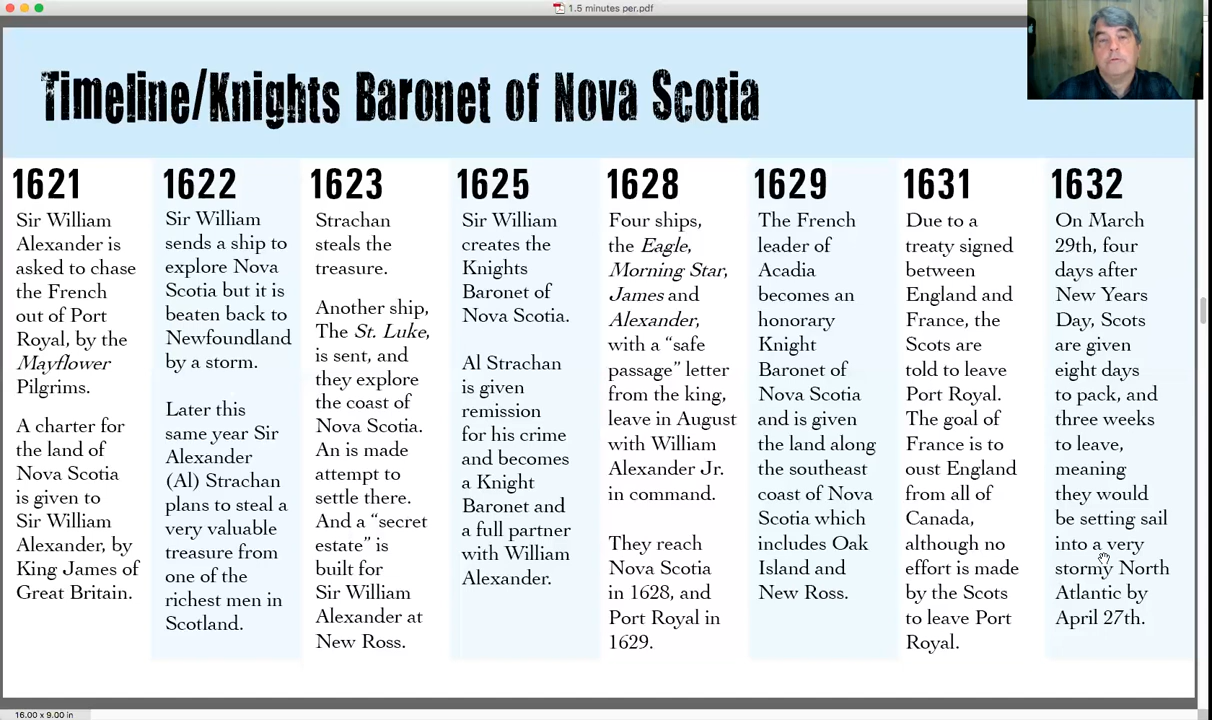 1.5 minutes per.pdf
Timeline/Knights Baronet of Nova Scotia
1621
Sir William
Alexander is
asked to chase
the French
out of Port
Royal, by the
Mayflower
Pilgrims.
A charter for
the land of
Nova Scotia
is given to
Sir William
Alexander, by
King James of
Great Britain.
1622
Sir William
sends a ship to
explore Nova
Scotia but it is
beaten back to
Newfoundland
by a storm.
Later this
same year Sir
Alexander
(Al) Strachan
plans to steal a
very valuable
treasure from
one of the
richest men in
Scotland.
1623
Strachan
steals the
treasure.
Another ship,
The St. Luke,
is sent, and
they explore
the coast of
Nova Scotia.
An is made
attempt to
settle there.
And a “secret
estate” is
built for
Sir William
Alexander at
New Ross.
1625
Sir William
creates the
Knights
Baronet of
Nova Scotia.
Al Strachan
is given
remission
for his crime
and becomes
a Knight
Baronet and
a full partner
with William
Alexander.
1628
Four ships,
the Eagle,
Morning Star,
James and
Alexander,
with a “safe
passage” letter
from the king,
leave in August
with William
Alexander Jr.
in command.
They reach
Nova Scotia
in 1628, and
Port Royal in
1629.
1629
The French
leader of
Acadia
becomes an
honorary
Knight
Baronet of
Nova Scotia
and is given
the land along
the southeast
coast of Nova
Scotia which
includes Oak
Island and
New Ross.
1631
Due to a
treaty signed
between
England and
France, the
Scots are
told to leave
Port Royal.
The goal of
France is to
oust England
from all of
Canada,
although no
effort is made
by the Scots
to leave Port
Royal.
1632
On March
29th, four
days after
New Years
Day, Scots
are given
eight days
to pack, and
three weeks
to leave,
meaning
they would
be setting sail
into a very
stormy North
Atlantic by
April 27th.
16.00 x 9.00 in